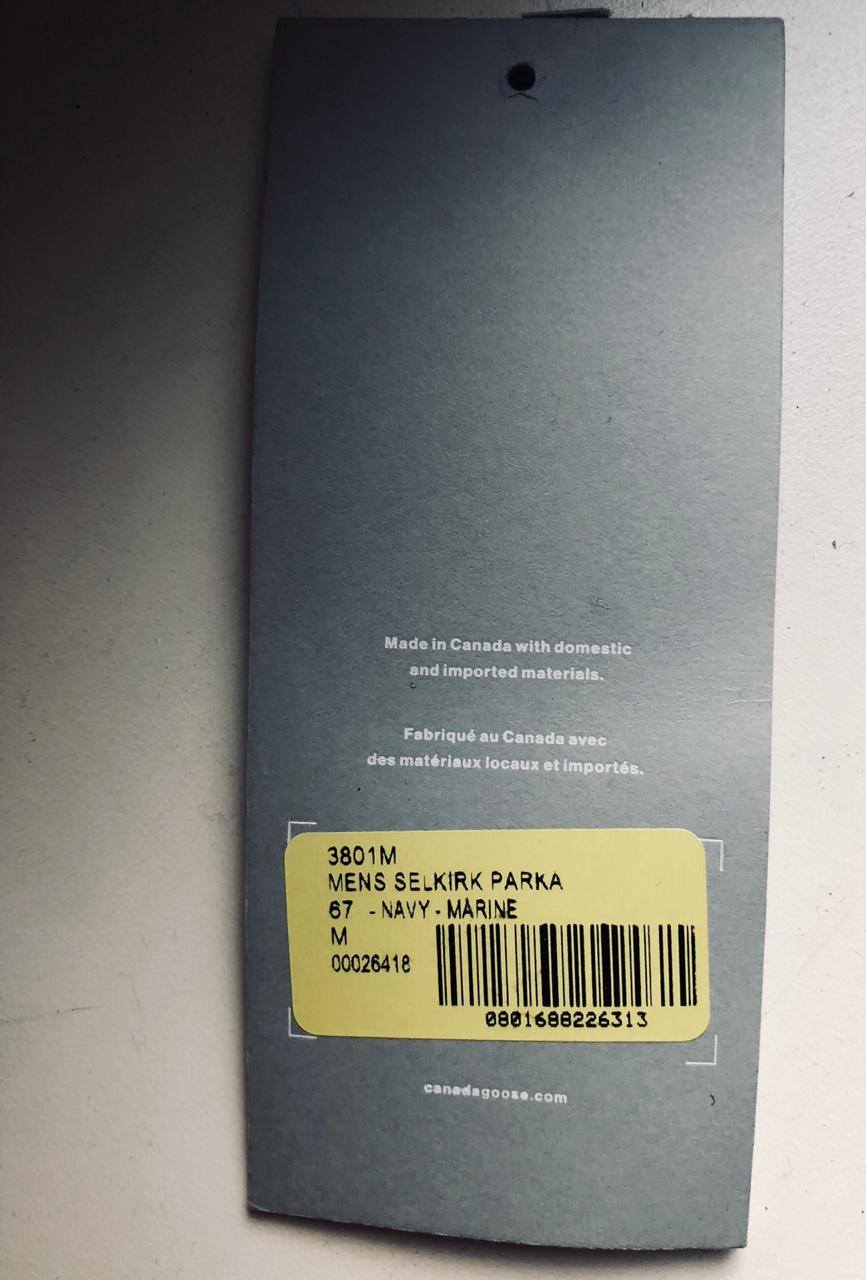 Made in Canada with domestic
and imported materials.
Fabriqué au Canada avec
des matériaux locaux et importés.
3801M
MENS SELKIRK PARKA
67 - NAVY - MARINE
M
00026418
0801688226313
canadagoose.com